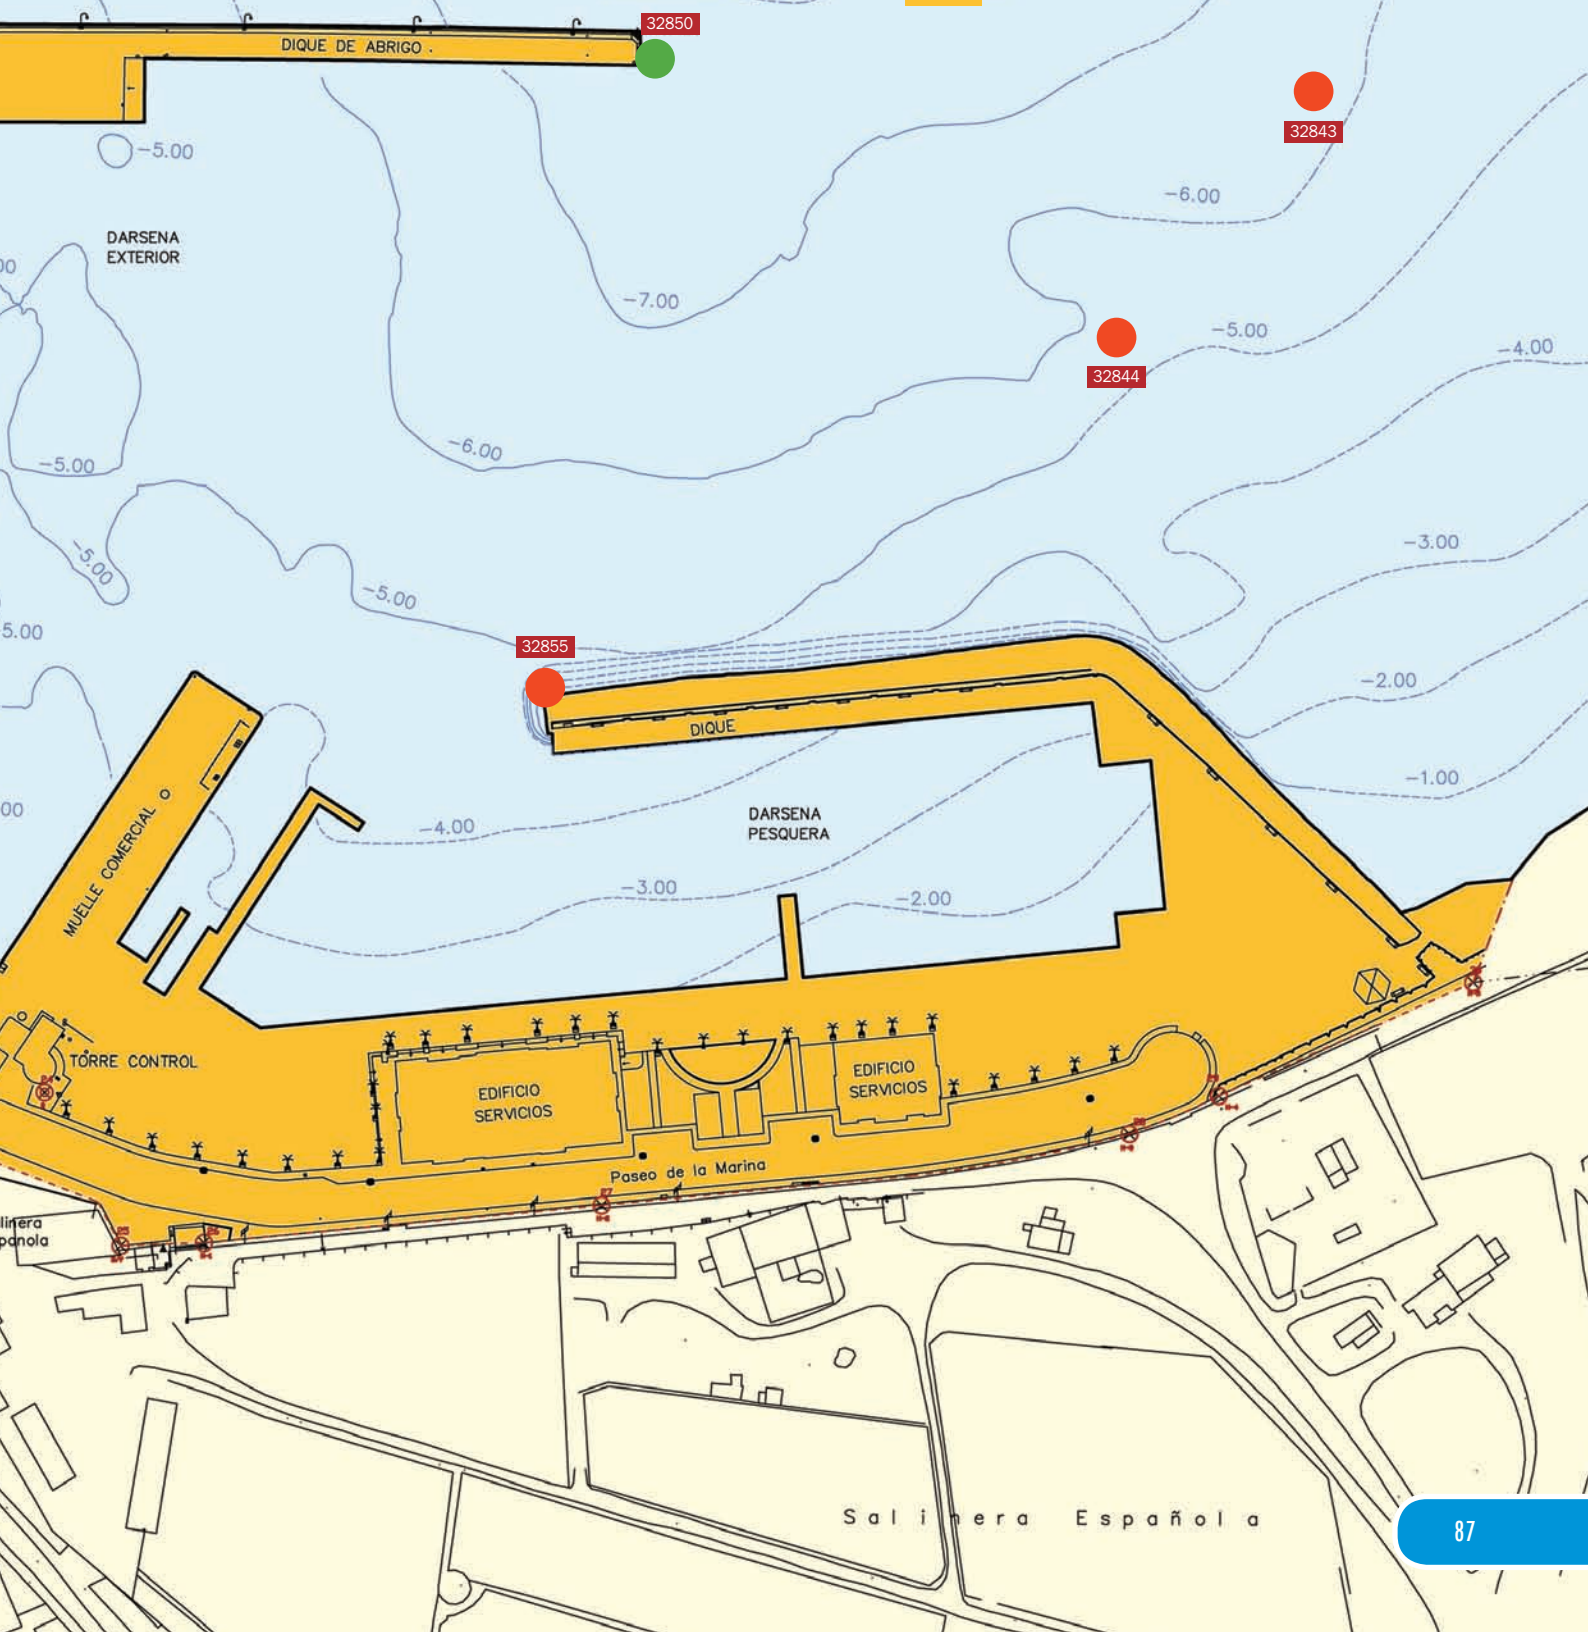 32850
DIQUE DE ABRIGO
32843
-5.00
-6.00
DARSENA
EXTERIOR
-7.00
-5.00
-4.00
32844
-6.00
-5.00
-3.00
-5.00
-5.00
5.00
32855
-2.00
DIQUE
-1.00
MUELLE COMERCIAL
DARSENA
PESQUERA
-4.00
-3.00
-2.00
TORRE CONTROL
EDIFICIO
SERVICIOS
EDIFICIO
SERVICIOS
Paseo de la Marina
linera
panola
Salinera Española
87